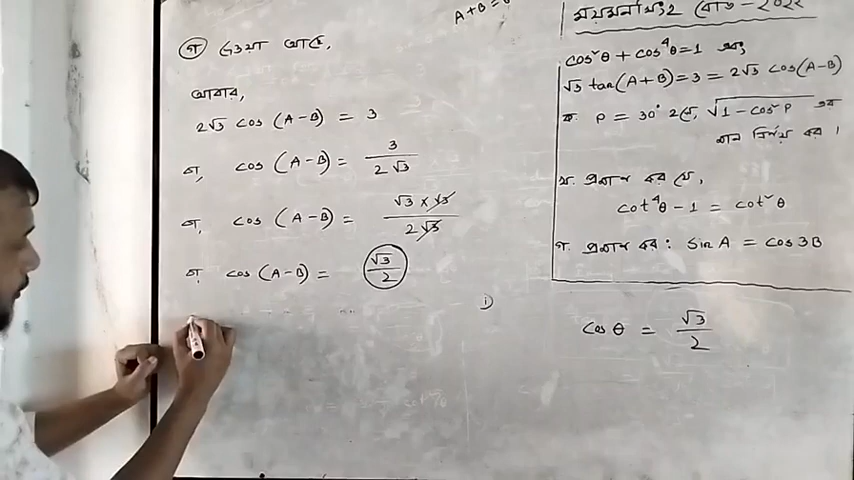 A+B=6
(গ) দেওয়া আছে,
আবার,
2√3 cos (A-B) = 3
বা, cos (A-B) = 3/2√3
বা, cos (A-B) = √3 × √3/2√3
বা, cos (A-B) = √3/2
i)
ময়মনসিংহ বোর্ড - ২০২২
cos²θ + cos⁴θ = 1 এবং
√3 tan(A+B) = 3 = 2√3 cos(A-B)
ক. P = 30° হলে, √1 - cos²P এর
মান নির্ণয় কর।
খ. প্রমাণ কর যে,
cot⁴θ - 1 = cot²θ
গ. প্রমাণ কর: sin A = cos 3B
cos θ = √3/2